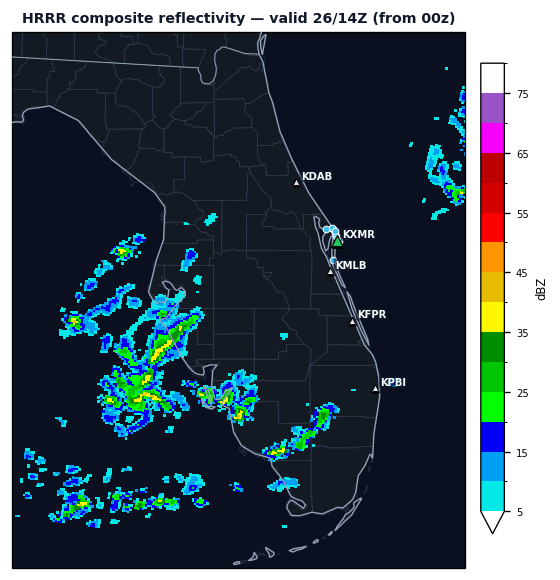 HRRR composite reflectivity — valid 26/14Z (from 00z)
KDAB
KXMR
KMLB
KFPR
KPBI
75
65
55
45
35
25
15
5
dBZ